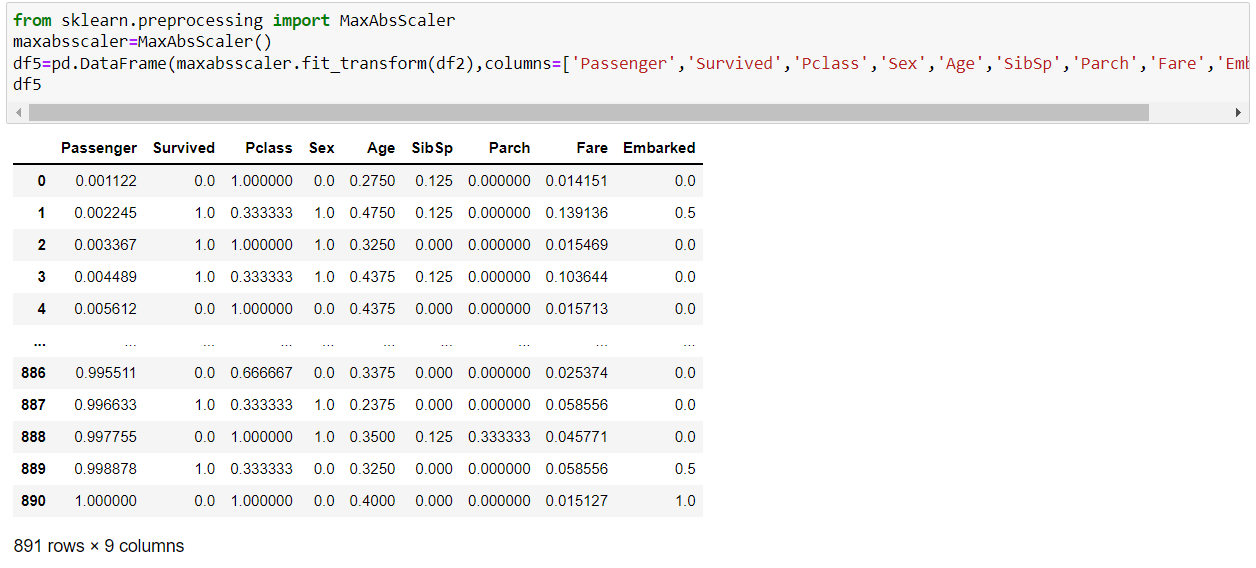 from sklearn.preprocessing import MaxAbsScaler
maxabsscaler=MaxAbsScaler()
df5=pd.DataFrame(maxabsscaler.fit_transform(df2),columns=['Passenger','Survived','Pclass','Sex','Age','SibSp','Parch','Fare','Emb
df5
Passenger Survived Pclass Sex Age SibSp Parch Fare Embarked
0 0.001122 0.0 1.000000 0.0 0.2750 0.125 0.000000 0.014151 0.0
1 0.002245 1.0 0.333333 1.0 0.4750 0.125 0.000000 0.139136 0.5
2 0.003367 1.0 1.000000 1.0 0.3250 0.000 0.000000 0.015469 0.0
3 0.004489 1.0 0.333333 1.0 0.4375 0.125 0.000000 0.103644 0.0
4 0.005612 0.0 1.000000 0.0 0.4375 0.000 0.000000 0.015713 0.0
... ... ... ... ... ... ... ... ... ...
886 0.995511 0.0 0.666667 0.0 0.3375 0.000 0.000000 0.025374 0.0
887 0.996633 1.0 0.333333 1.0 0.2375 0.000 0.000000 0.058556 0.0
888 0.997755 0.0 1.000000 1.0 0.3500 0.125 0.333333 0.045771 0.0
889 0.998878 1.0 0.333333 0.0 0.3250 0.000 0.000000 0.058556 0.5
890 1.000000 0.0 1.000000 0.0 0.4000 0.000 0.000000 0.015127 1.0
891 rows × 9 columns